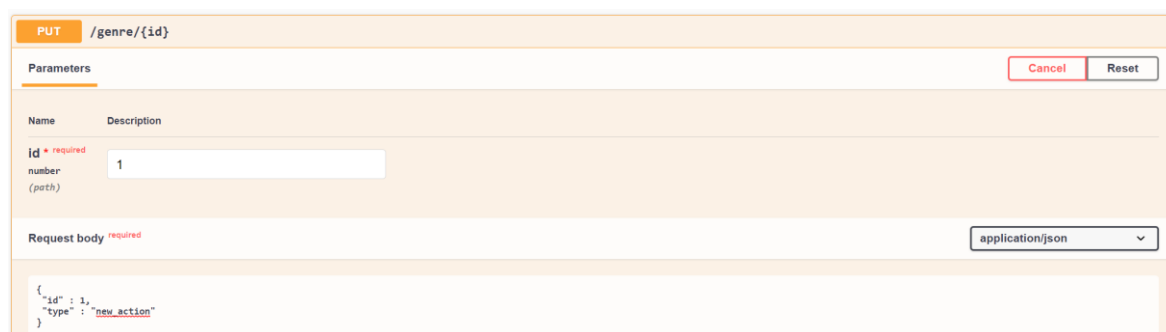 PUT /genre/{id}
Parameters
Cancel Reset
Name Description
id * required
number
(path)
1
Request body required
application/json
{
"id" : 1,
"type" : "new_action"
}